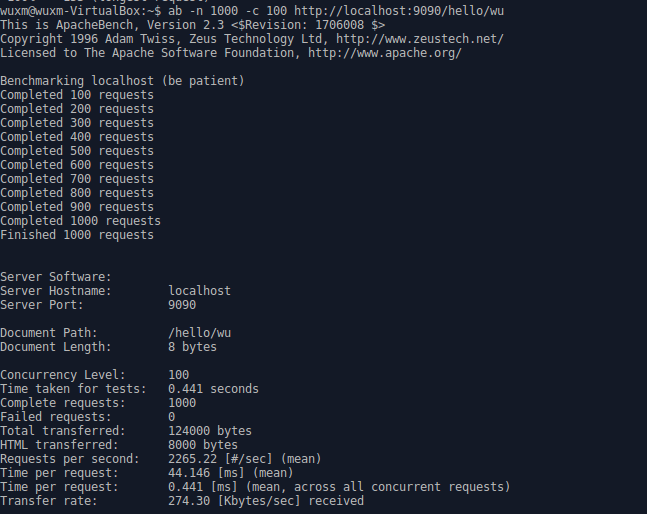 wuxm@wuxm-VirtualBox:~$ ab -n 1000 -c 100 http://localhost:9090/hello/wu
This is ApacheBench, Version 2.3 <$Revision: 1706008 $>
Copyright 1996 Adam Twiss, Zeus Technology Ltd, http://www.zeustech.net/
Licensed to The Apache Software Foundation, http://www.apache.org/

Benchmarking localhost (be patient)
Completed 100 requests
Completed 200 requests
Completed 300 requests
Completed 400 requests
Completed 500 requests
Completed 600 requests
Completed 700 requests
Completed 800 requests
Completed 900 requests
Completed 1000 requests
Finished 1000 requests

Server Software:
Server Hostname:        localhost
Server Port:            9090

Document Path:          /hello/wu
Document Length:        8 bytes

Concurrency Level:      100
Time taken for tests:   0.441 seconds
Complete requests:      1000
Failed requests:        0
Total transferred:      124000 bytes
HTML transferred:       8000 bytes
Requests per second:    2265.22 [#/sec] (mean)
Time per request:       44.146 [ms] (mean)
Time per request:       0.441 [ms] (mean, across all concurrent requests)
Transfer rate:          274.30 [Kbytes/sec] received